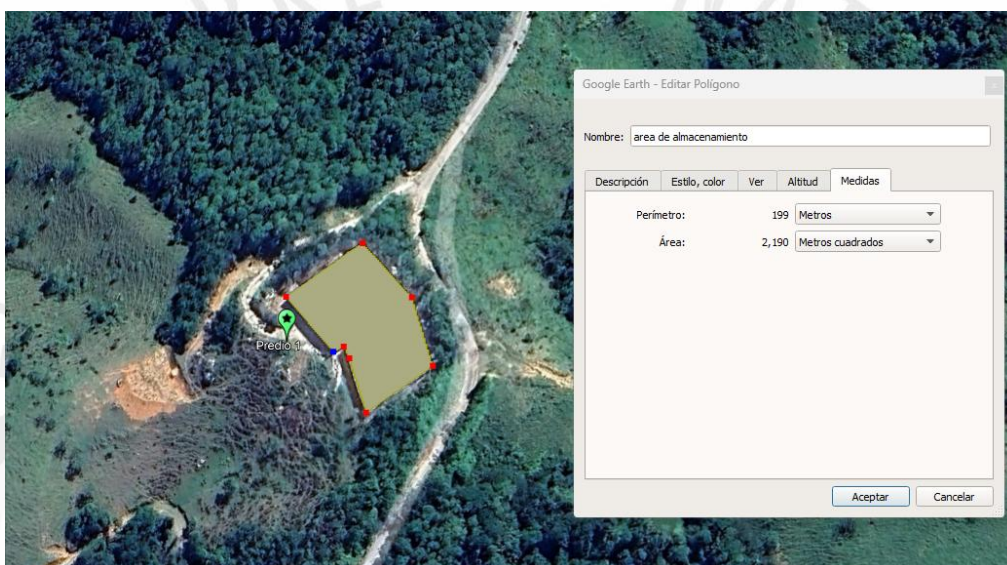 Google Earth - Editar Polígono
Nombre: area de almacenamiento
Descripción Estilo, color Ver Altitud Medidas
Perímetro: 199 Metros
Área: 2,190 Metros cuadrados
Predio 1
Aceptar Cancelar